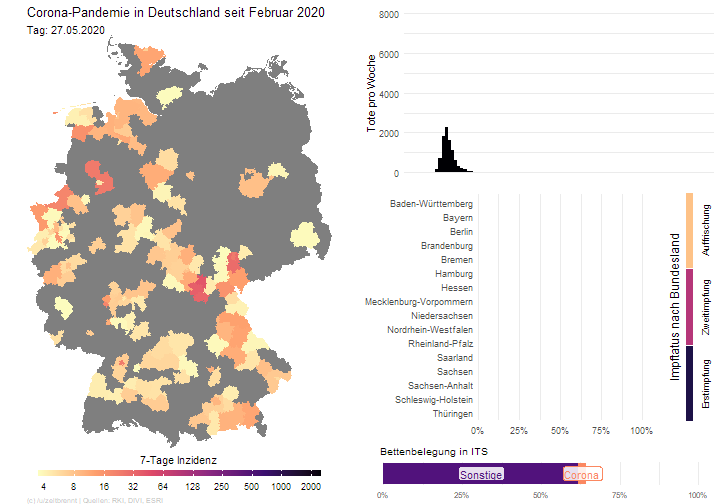 Corona-Pandemie in Deutschland seit Februar 2020
Tag: 27.05.2020
7-Tage Inzidenz
4 8 16 32 64 120 250 500 1000 2000
(c) /u/zeitbremt | Quellen: RKI, DIVI, ESRI
Tote pro Woche
8000
6000
4000
2000
0
Impfstatus nach Bundesland
Baden-Württemberg
Bayern
Berlin
Brandenburg
Bremen
Hamburg
Hessen
Mecklenburg-Vorpommern
Niedersachsen
Nordrhein-Westfalen
Rheinland-Pfalz
Saarland
Sachsen
Sachsen-Anhalt
Schleswig-Holstein
Thüringen
0% 25% 50% 75% 100%
Auffrischung
Zweitimpfung
Erstimpfung
Bettenbelegung in ITS
Sonstige
Corona
0% 25% 50% 75% 100%